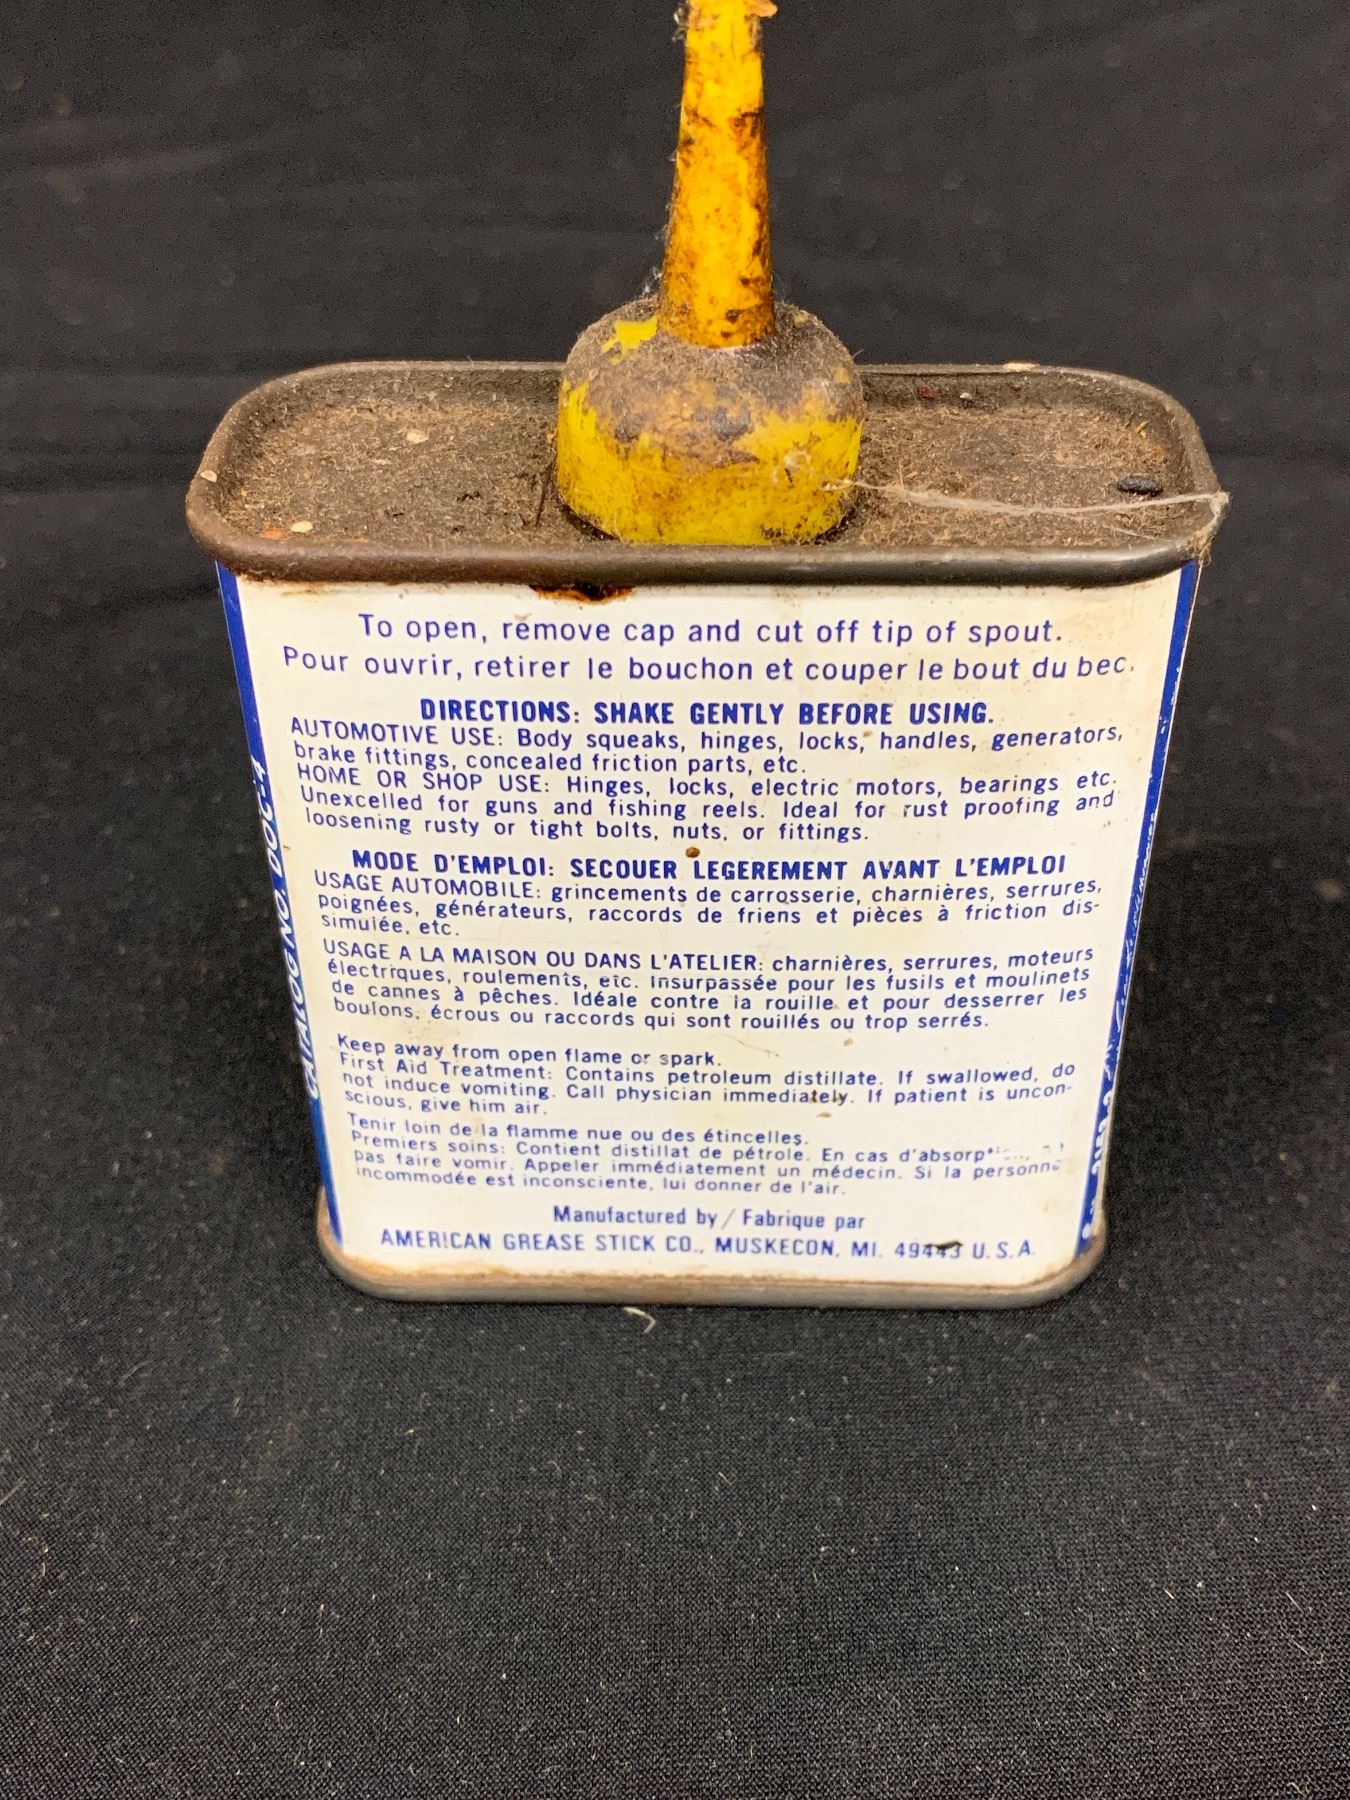 To open, remove cap and cut off tip of spout.
Pour ouvrir, retirer le bouchon et couper le bout du bec.
DIRECTIONS: SHAKE GENTLY BEFORE USING.
AUTOMOTIVE USE: Body squeaks, hinges, locks, handles, generators,
brake fittings, concealed friction parts, etc.
HOME OR SHOP USE: Hinges, locks, electric motors, bearings etc.
Unexcelled for guns and fishing reels. Ideal for rust proofing and
loosening rusty or tight bolts, nuts, or fittings.
MODE D'EMPLOI: SECOUER LEGEREMENT AVANT L'EMPLOI
USAGE AUTOMOBILE: grincements de carrosserie, charnières, serrures,
poignées, générateurs, raccords de friens et pièces à friction dis-
simulée, etc.
USAGE A LA MAISON OU DANS L'ATELIER: charnières, serrures, moteurs
électriques, roulements, etc. Insurpassée pour les fusils et moulinets
de cannes à pêches. Idéale contre la rouille et pour desserrer les
boulons, écrous ou raccords qui sont rouillés ou trop serrés.
Keep away from open flame or spark.
First Aid Treatment: Contains petroleum distillate. If swallowed, do
not induce vomiting. Call physician immediately. If patient is uncon-
scious, give him air.
Tenir loin de la flamme nue ou des étincelles.
Premiers soins: Contient distillat de pétrole. En cas
pas faire vomir. Appeler immédiatement un médecin. Si la personne
incommodée est inconsciente, lui donner de l'air.
Manufactured by / Fabrique par
AMERICAN GREASE STICK CO., MUSKECON, MI. 49443 U.S.A.
CATALOG NO. DOC-4